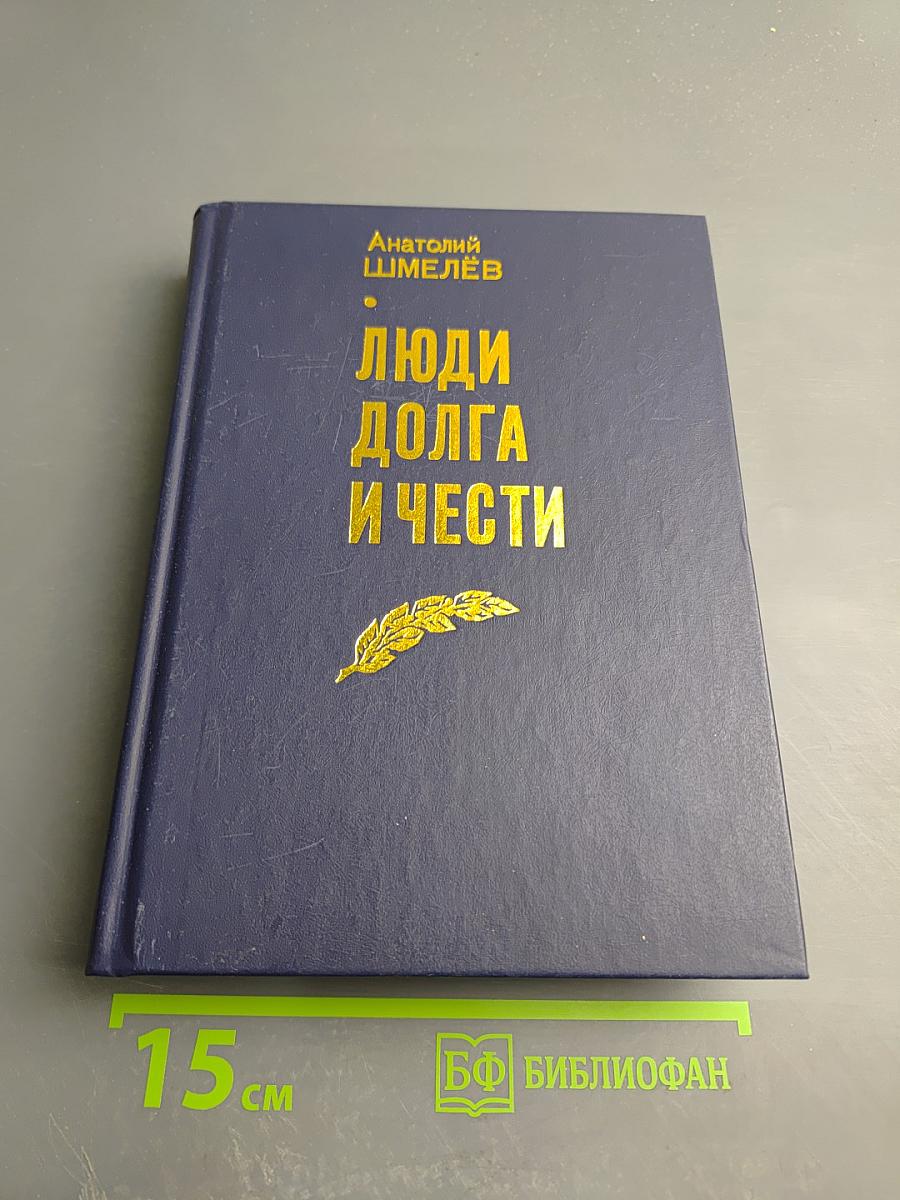 Анатолий
ШМЕЛЁВ
ЛЮДИ
ДОЛГА
И ЧЕСТИ
15 см
БФ БИБЛИОФАН